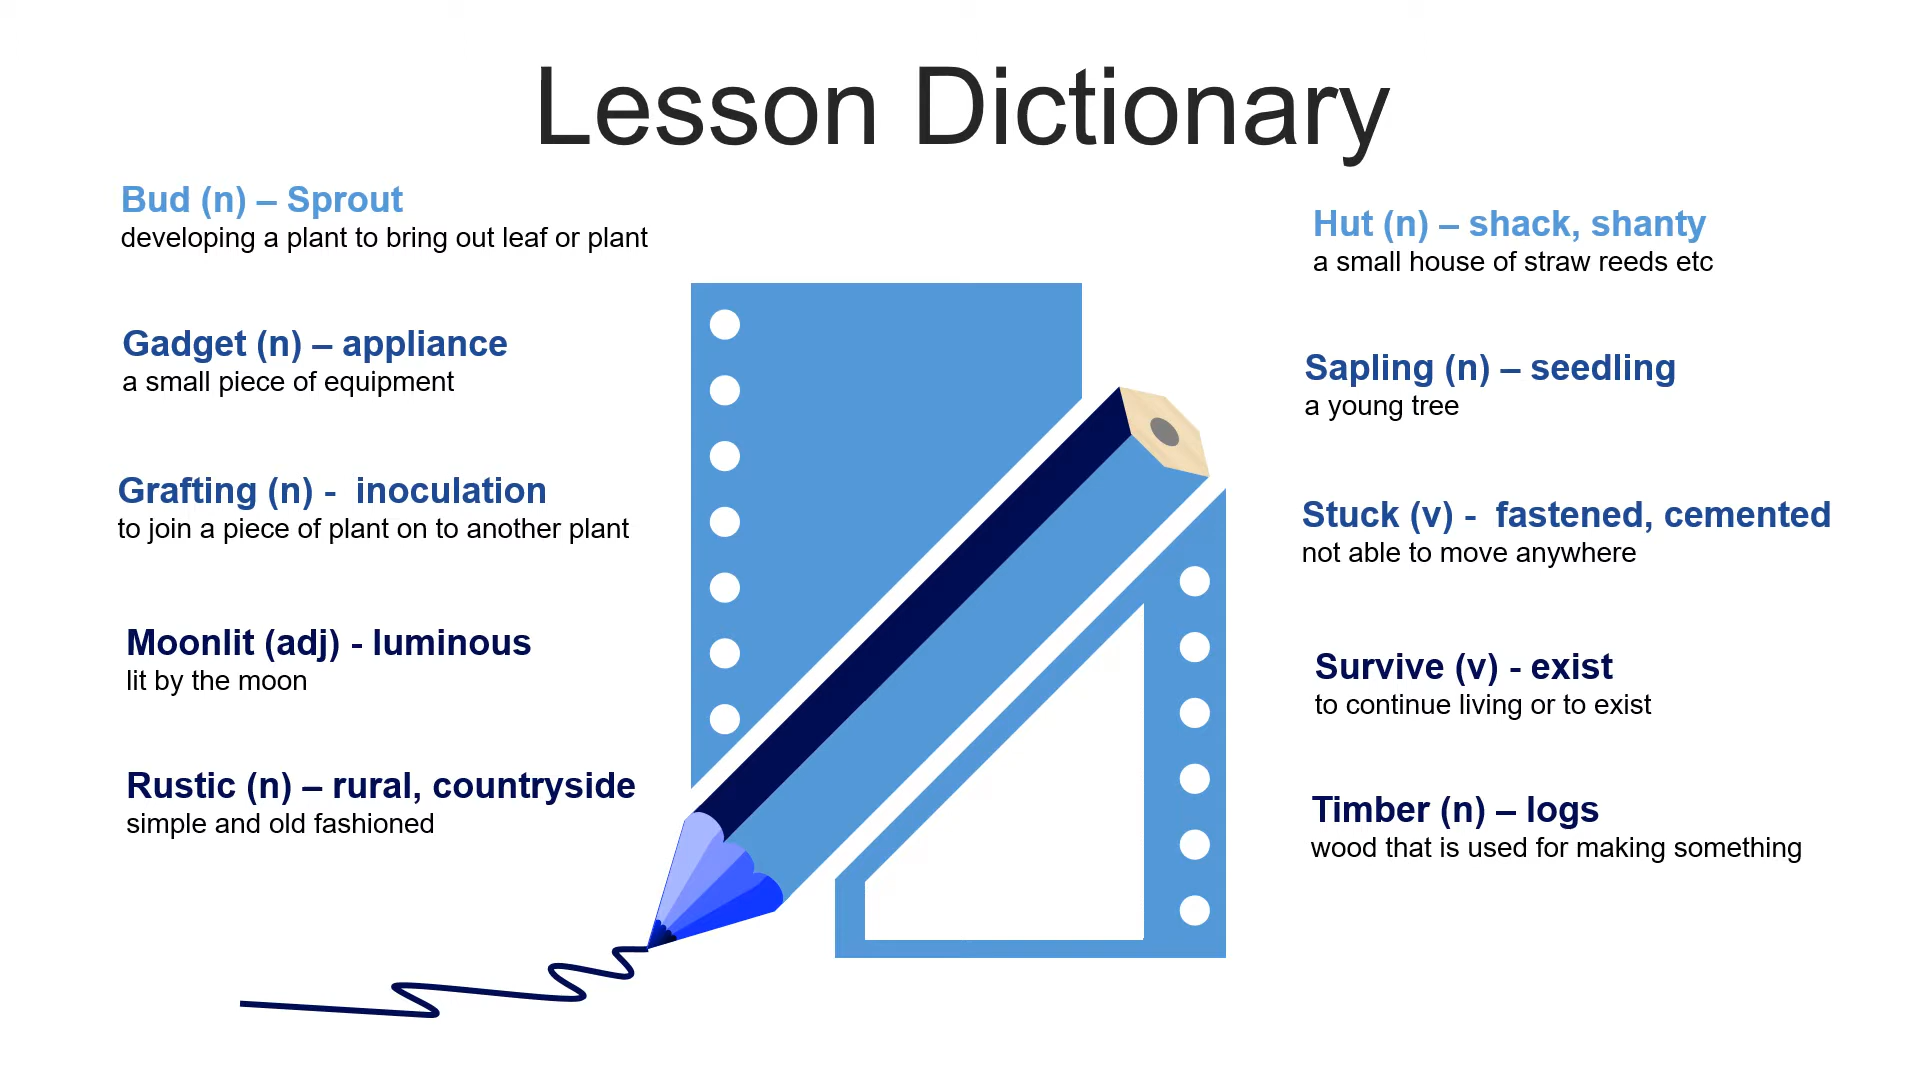 Lesson Dictionary
Bud (n) – Sprout
developing a plant to bring out leaf or plant
Gadget (n) – appliance
a small piece of equipment
Grafting (n) -  inoculation
to join a piece of plant on to another plant
Moonlit (adj) - luminous
lit by the moon
Rustic (n) – rural, countryside
simple and old fashioned
Hut (n) – shack, shanty
a small house of straw reeds etc
Sapling (n) – seedling
a young tree
Stuck (v) -  fastened, cemented
not able to move anywhere
Survive (v) - exist
to continue living or to exist
Timber (n) – logs
wood that is used for making something